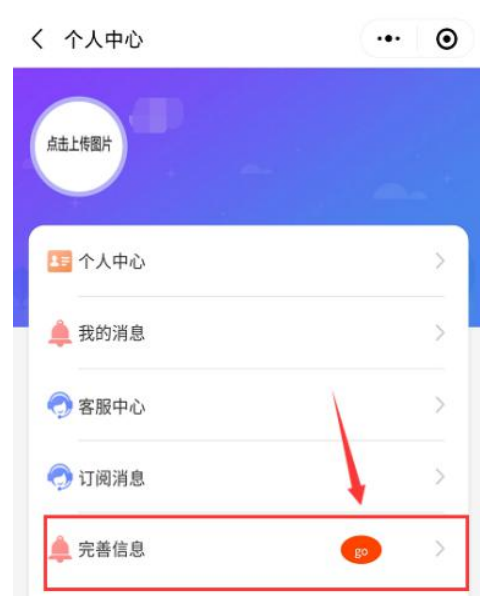 个人中心
点击上传图片
个人中心
我的消息
客服中心
订阅消息
完善信息 go